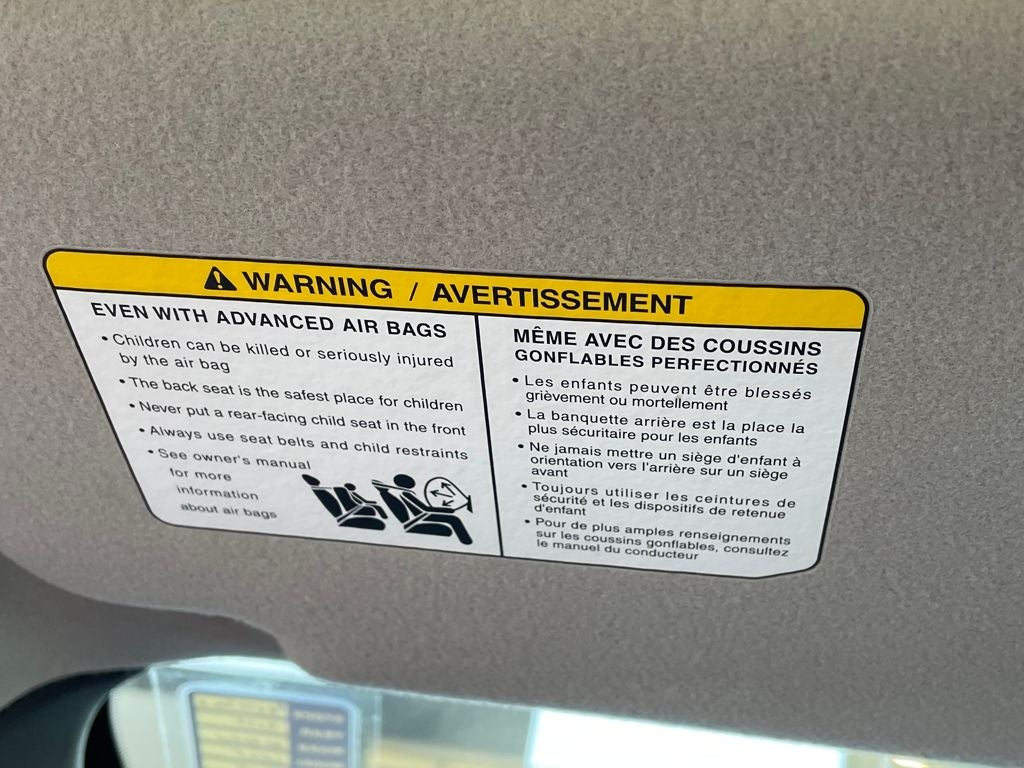 WARNING / AVERTISSEMENT
EVEN WITH ADVANCED AIR BAGS
• Children can be killed or seriously injured
by the air bag
• The back seat is the safest place for children
• Never put a rear-facing child seat in the front
• Always use seat belts and child restraints
• See owner's manual
for more
information
about air bags
MÊME AVEC DES COUSSINS
GONFLABLES PERFECTIONNÉS
• Les enfants peuvent être blessés
grièvement ou mortellement
• La banquette arrière est la place la
plus sécuritaire pour les enfants
• Ne jamais mettre un siège d'enfant à
orientation vers l'arrière sur un siège
avant
• Toujours utiliser les ceintures de
sécurité et les dispositifs de retenue
d'enfant
• Pour de plus amples renseignements
sur les coussins gonflables, consultez
le manuel du conducteur